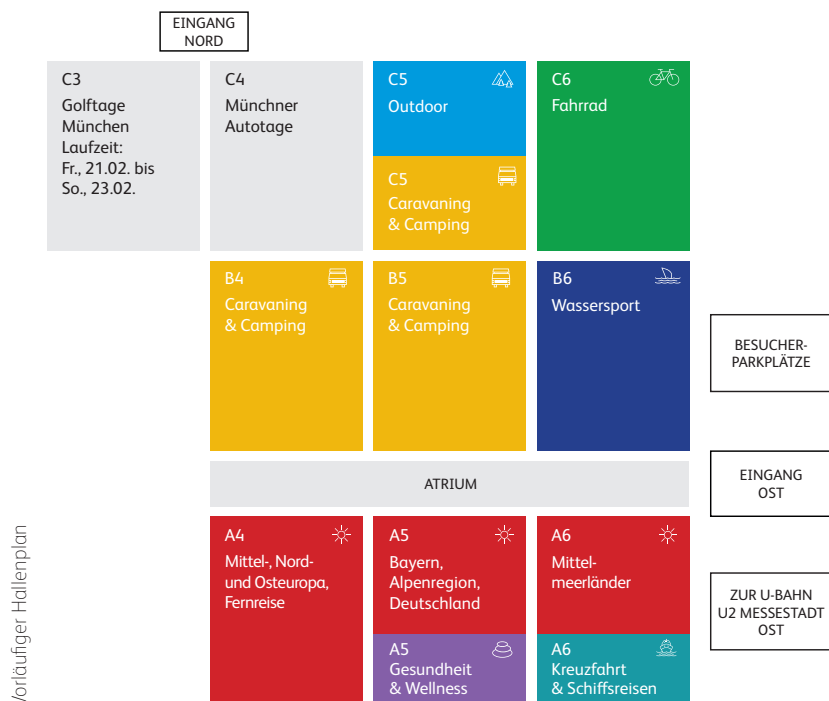 EINGANG
NORD
C3
Golftage
München
Laufzeit:
Fr., 21.02. bis
So., 23.02.
C4
Münchner
Autotage
C5
Outdoor
C5
Caravaning
& Camping
C6
Fahrrad
B4
Caravaning
& Camping
B5
Caravaning
& Camping
B6
Wassersport
BESUCHER-
PARKPLÄTZE
ATRIUM
EINGANG
OST
A4
Mittel-, Nord-
und Osteuropa,
Fernreise
A5
Bayern,
Alpenregion,
Deutschland
A5
Gesundheit
& Wellness
A6
Mittel-
meerländer
A6
Kreuzfahrt
& Schiffsreisen
ZUR U-BAHN
U2 MESSESTADT
OST
Vorläufiger Hallenplan